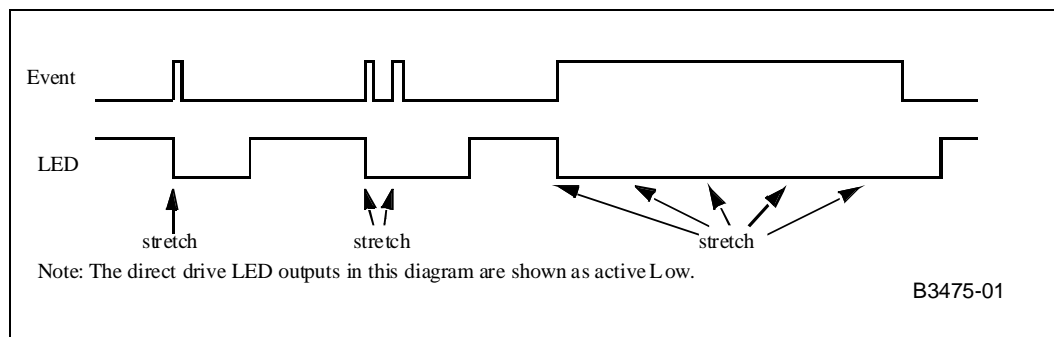 Event
LED
stretch stretch stretch
Note: The direct drive LED outputs in this diagram are shown as active Low.
B3475-01